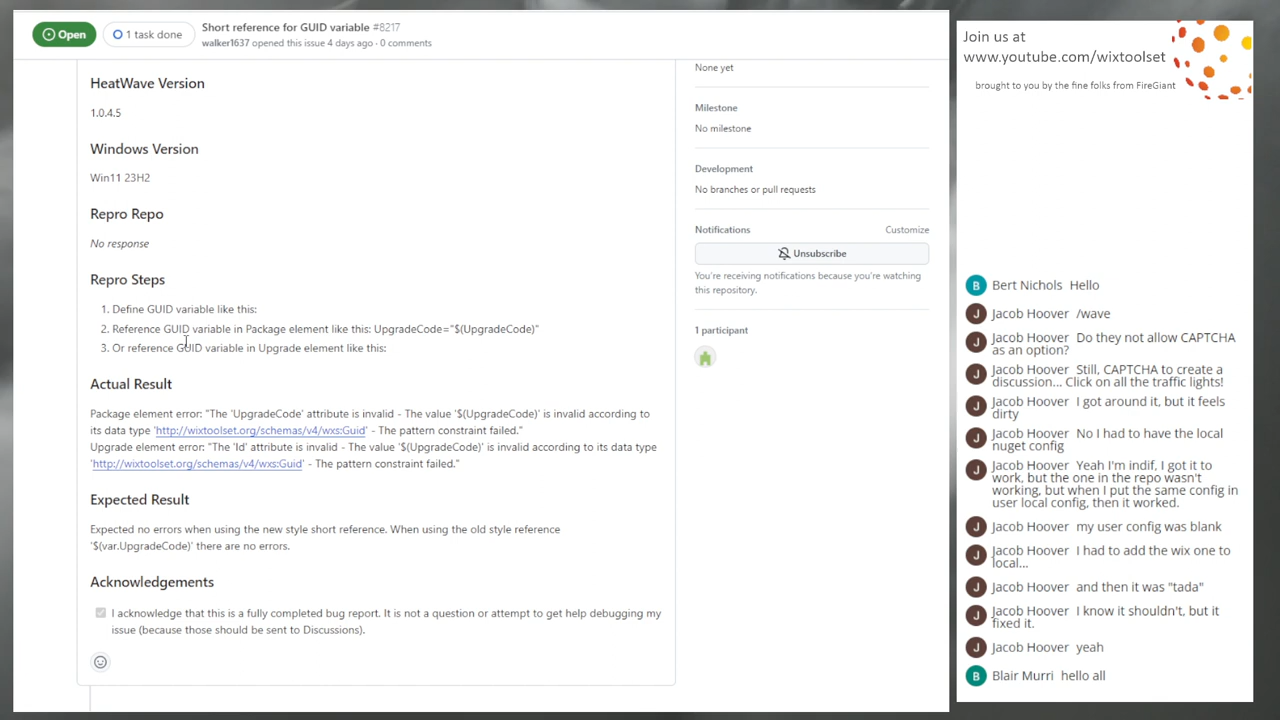 Open
1 task done
Short reference for GUID variable #8217
walker1637 opened this issue 4 days ago · 0 comments
HeatWave Version
1.0.4.5
Windows Version
Win11 23H2
Repro Repo
No response
Repro Steps
1. Define GUID variable like this:
2. Reference GUID variable in Package element like this: UpgradeCode="$(UpgradeCode)"
3. Or reference GUID variable in Upgrade element like this:
Actual Result
Package element error: "The 'UpgradeCode' attribute is invalid - The value '$(UpgradeCode)' is invalid according to
its data type 'http://wixtoolset.org/schemas/v4/wxs:Guid' - The pattern constraint failed."
Upgrade element error: "The 'Id' attribute is invalid - The value '$(UpgradeCode)' is invalid according to its data type
'http://wixtoolset.org/schemas/v4/wxs:Guid' - The pattern constraint failed."
Expected Result
Expected no errors when using the new style short reference. When using the old style reference
'$(var.UpgradeCode)' there are no errors.
Acknowledgements
I acknowledge that this is a fully completed bug report. It is not a question or attempt to get help debugging my
issue (because those should be sent to Discussions).
None yet
Milestone
No milestone
Development
No branches or pull requests
Notifications
Customize
Unsubscribe
You're receiving notifications because you're watching
this repository.
1 participant
Join us at
www.youtube.com/wixtoolset
brought to you by the fine folks from FireGiant
B Bert Nichols Hello
J Jacob Hoover /wave
J Jacob Hoover Do they not allow CAPTCHA
as an option?
J Jacob Hoover Still, CAPTCHA to create a
discussion... Click on all the traffic lights!
J Jacob Hoover I got around it, but it feels
dirty
J Jacob Hoover No I had to have the local
nuget config
J Jacob Hoover Yeah I'm indif, I got it to
work, but the one in the repo wasn't
working, but when I put the same config in
user local config, then it worked.
J Jacob Hoover my user config was blank
J Jacob Hoover I had to add the wix one to
local...
J Jacob Hoover and then it was "tada"
J Jacob Hoover I know it shouldn't, but it
fixed it.
J Jacob Hoover yeah
B Blair Murri hello all